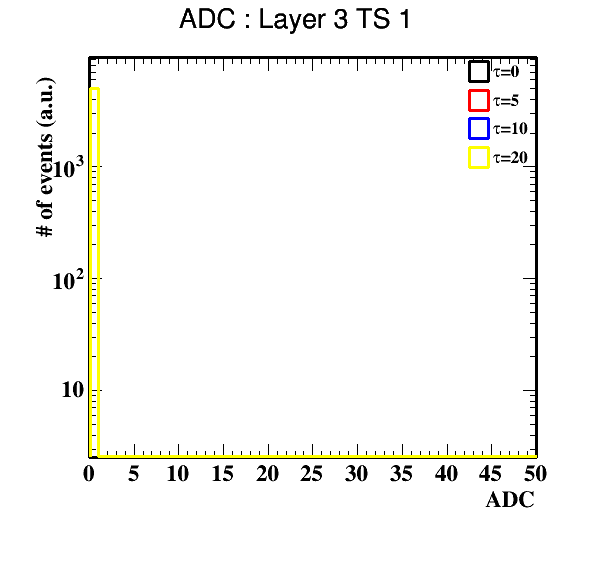 ADC : Layer 3 TS 1
# of events (a.u.)
10³
10²
10
0 5 10 15 20 25 30 35 40 45 50
ADC
τ=0
τ=5
τ=10
τ=20